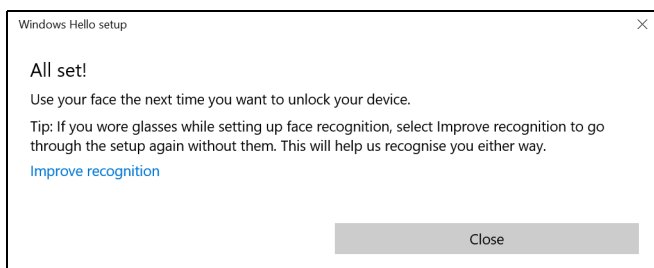 Windows Hello setup
All set!
Use your face the next time you want to unlock your device.
Tip: If you wore glasses while setting up face recognition, select Improve recognition to go
through the setup again without them. This will help us recognise you either way.
Improve recognition
Close